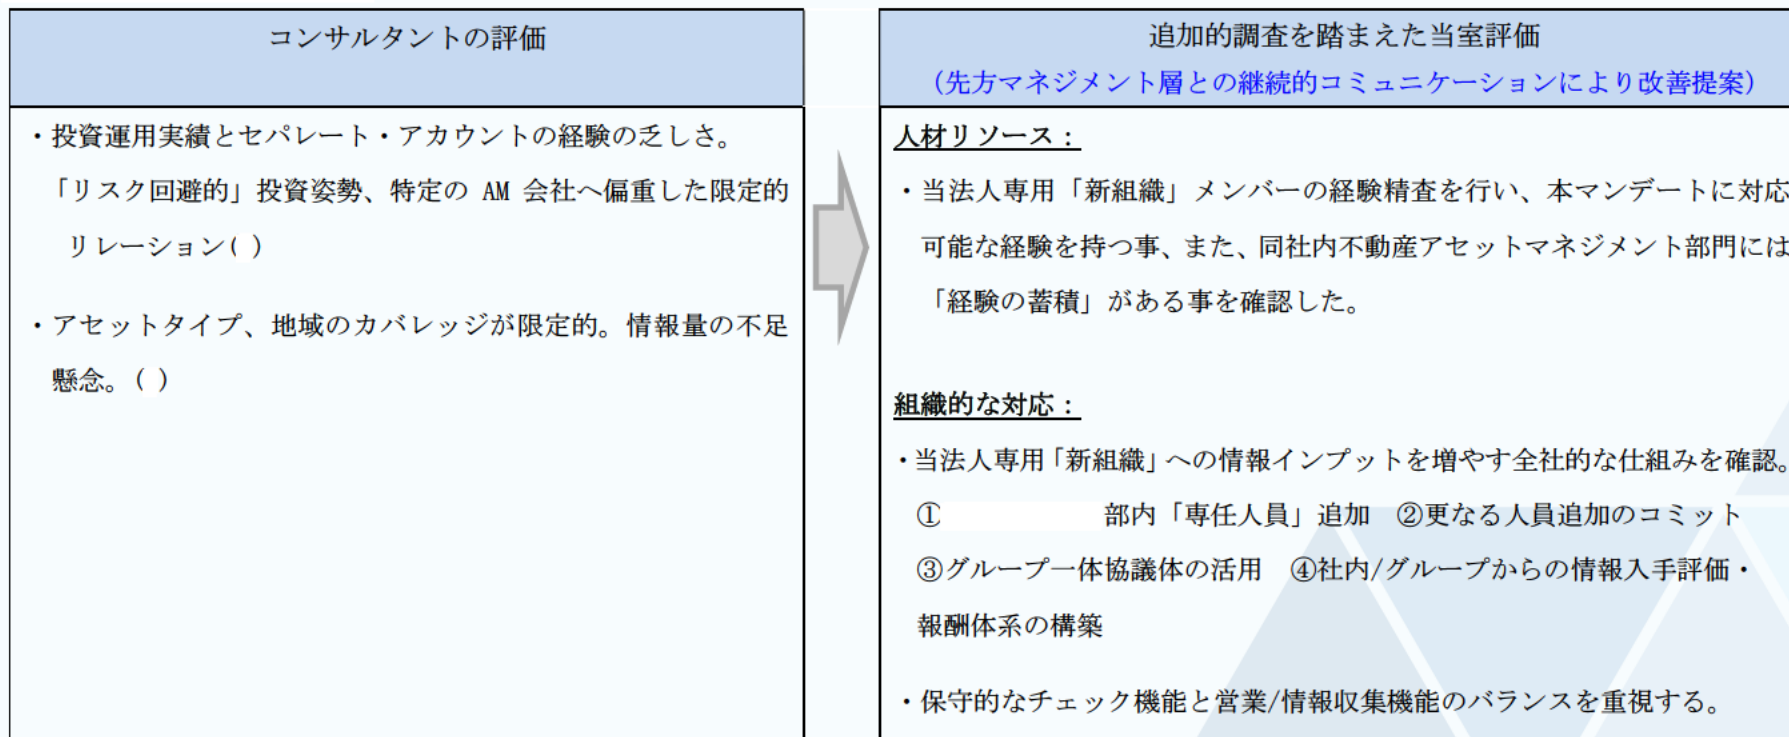 コンサルタントの評価
・投資運用実績とセパレート・アカウントの経験の乏しさ。
「リスク回避的」投資姿勢、特定の AM 会社へ偏重した限定的
リレーション( )
・アセットタイプ、地域のカバレッジが限定的。情報量の不足
懸念。( )
追加的調査を踏まえた当室評価
（先方マネジメント層との継続的コミュニケーションにより改善提案）
人材リソース：
・当法人専用「新組織」メンバーの経験精査を行い、本マンデートに対応
可能な経験を持つ事、また、同社内不動産アセットマネジメント部門には
「経験の蓄積」がある事を確認した。
組織的な対応：
・当法人専用「新組織」への情報インプットを増やす全社的な仕組みを確認。
① 部内「専任人員」追加　②更なる人員追加のコミット
③グループ一体協議体の活用　④社内/グループからの情報入手評価・
報酬体系の構築
・保守的なチェック機能と営業/情報収集機能のバランスを重視する。